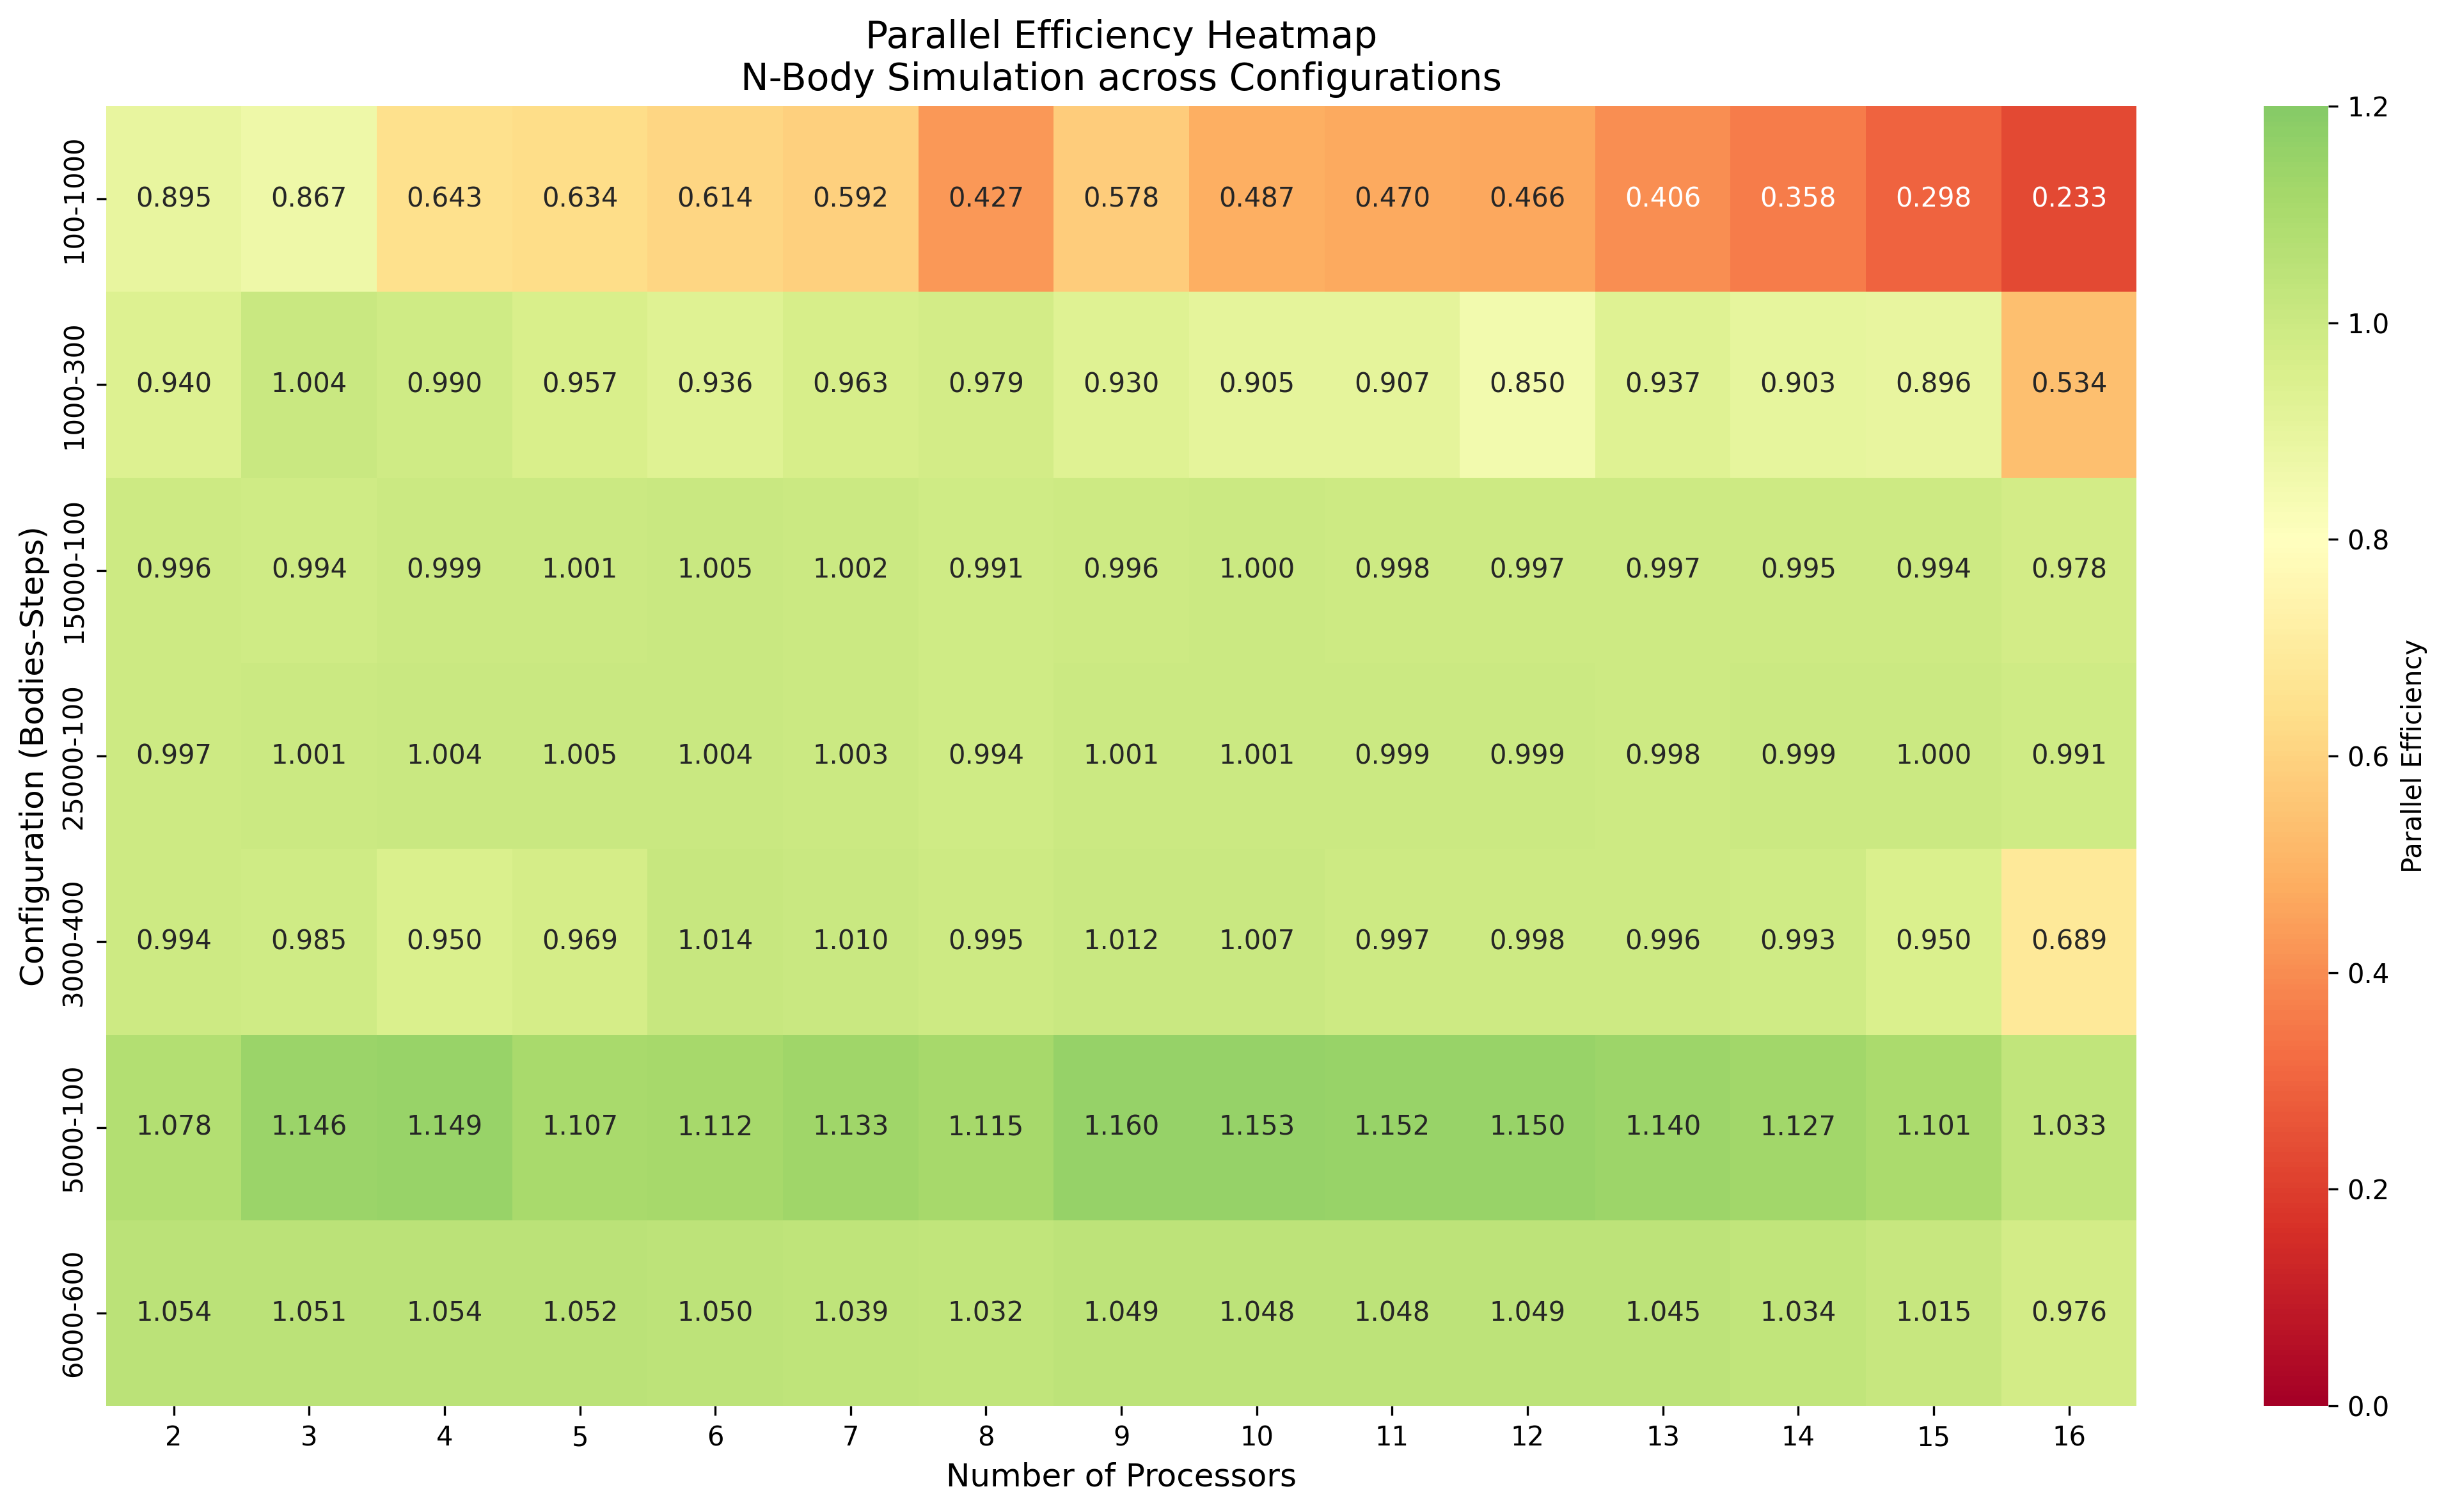 Parallel Efficiency Heatmap
N-Body Simulation across Configurations
Configuration (Bodies-Steps)
100-1000
0.895 0.867 0.643 0.634 0.614 0.592 0.427 0.578 0.487 0.470 0.466 0.406 0.358 0.298 0.233
1000-300
0.940 1.004 0.990 0.957 0.936 0.963 0.979 0.930 0.905 0.907 0.850 0.937 0.903 0.896 0.534
15000-100
0.996 0.994 0.999 1.001 1.005 1.002 0.991 0.996 1.000 0.998 0.997 0.997 0.995 0.994 0.978
25000-100
0.997 1.001 1.004 1.005 1.004 1.003 0.994 1.001 1.001 0.999 0.999 0.998 0.999 1.000 0.991
3000-400
0.994 0.985 0.950 0.969 1.014 1.010 0.995 1.012 1.007 0.997 0.998 0.996 0.993 0.950 0.689
5000-100
1.078 1.146 1.149 1.107 1.112 1.133 1.115 1.160 1.153 1.152 1.150 1.140 1.127 1.101 1.033
6000-600
1.054 1.051 1.054 1.052 1.050 1.039 1.032 1.049 1.048 1.048 1.049 1.045 1.034 1.015 0.976
2 3 4 5 6 7 8 9 10 11 12 13 14 15 16
Number of Processors
1.2
1.0
0.8
0.6
0.4
0.2
0.0
Parallel Efficiency